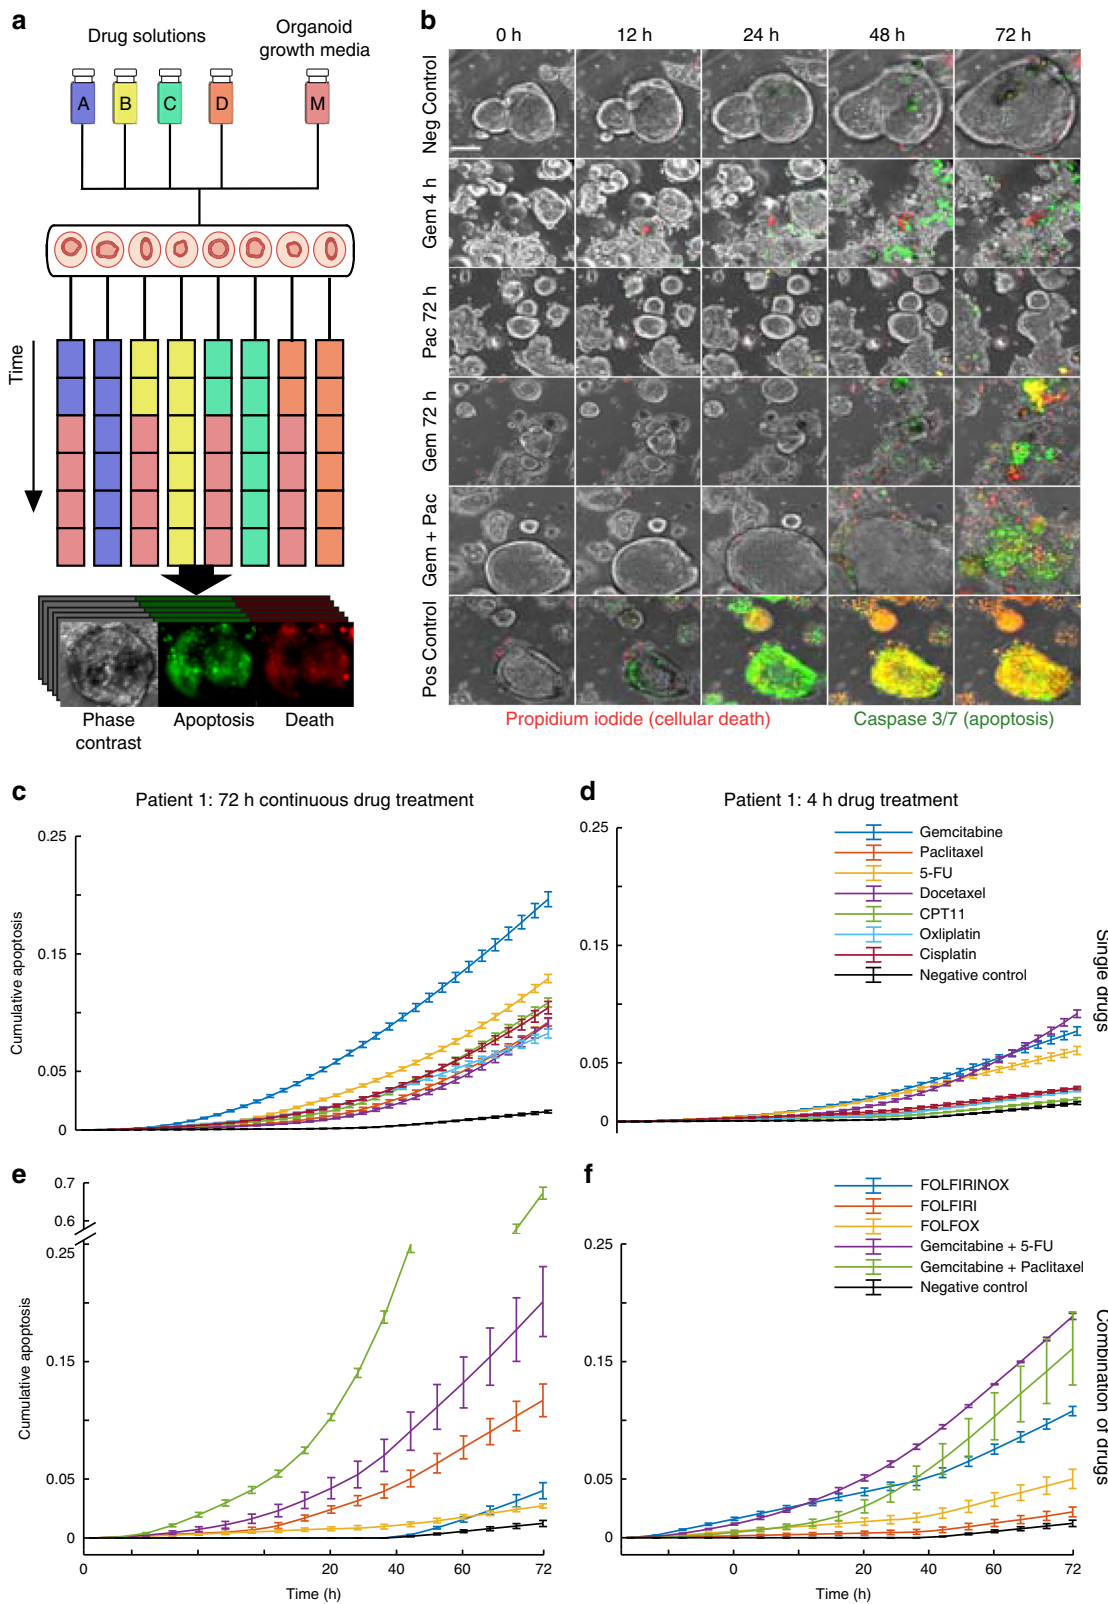 a
Drug solutions
Organoid
growth media
A
B
C
D
M
Time
Phase
contrast
Apoptosis
Death
b
0 h
12 h
24 h
48 h
72 h
Neg Control
Gem 4 h
Pac 72 h
Gem 72 h
Gem + Pac
Pos Control
Propidium iodide (cellular death)
Caspase 3/7 (apoptosis)
c
Patient 1: 72 h continuous drug treatment
0.25
0.15
0.05
0
Cumulative apoptosis
d
Patient 1: 4 h drug treatment
0.25
0.15
0.05
0
Gemcitabine
Paclitaxel
5-FU
Docetaxel
CPT11
Oxliplatin
Cisplatin
Negative control
Single drugs
e
0.7
0.6
0.25
0.15
0.05
0
Cumulative apoptosis
0
20
40
60
72
Time (h)
f
0.25
0.15
0.05
0
FOLFIRINOX
FOLFIRI
FOLFOX
Gemcitabine + 5-FU
Gemcitabine + Paclitaxel
Negative control
0
20
40
60
72
Time (h)
Combination of drugs